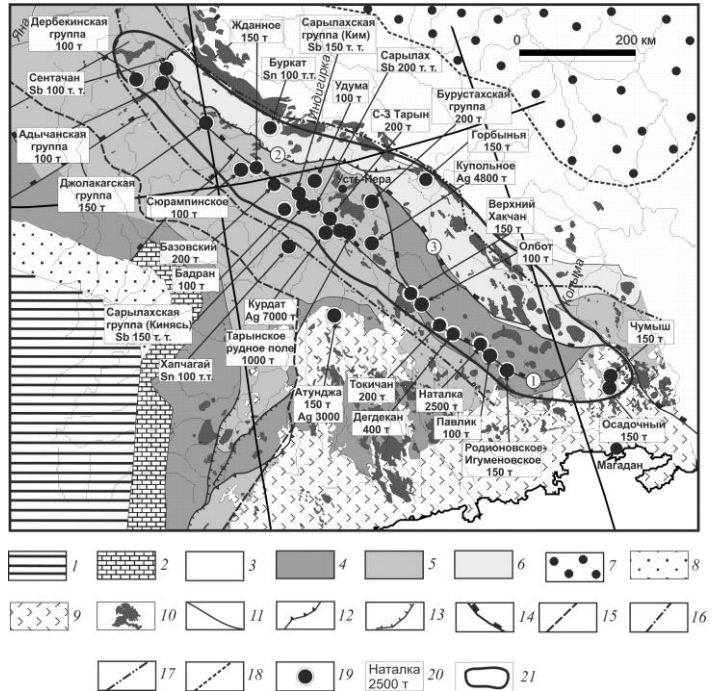 Яна
Дербекинская
группа
100 т
Жданное
150 т
Сарылахская
группа (Ким)
Sb 150 т. т.
0
200 км
Сентачан
Sb 100 т. т.
Буркат
Sn 100 т.т.
Индигирка
Сарылах
Sb 200 т. т.
Удума
100 т
Бурустахская
группа
200 т
С-З Тарын
200 т
Горбынья
150 т
Адычанская
группа
100 т
2
Купольное
Ag 4800 т
Усть-Нера
Джолакагская
группа
150 т
Сюрампинское
100 т
Верхний
Хакчан
150 т
3
Олбот
100 т
Базовский
200 т
Бадран
100 т
Колыма
Сарылахская
группа (Кинясь)
Sb 150 т. т.
Курдат
Ag 7000 т
Чумыш
150 т
Тарынское
рудное поле
1000 т
Хапчагай
Sn 100 т.т.
Атунджа
150 т
Ag 3000
Токичан
200 т
Наталка
2500 т
1
Дегдекан
400 т
Павлик
100 т
Осадочный
150 т
Родионовское-
Игуменовское
150 т
Магадан
1 2 3 4 5 6 7 8
9 10 11 12 13 14 15 16
17 18 19 Наталка
2500 т 20 21